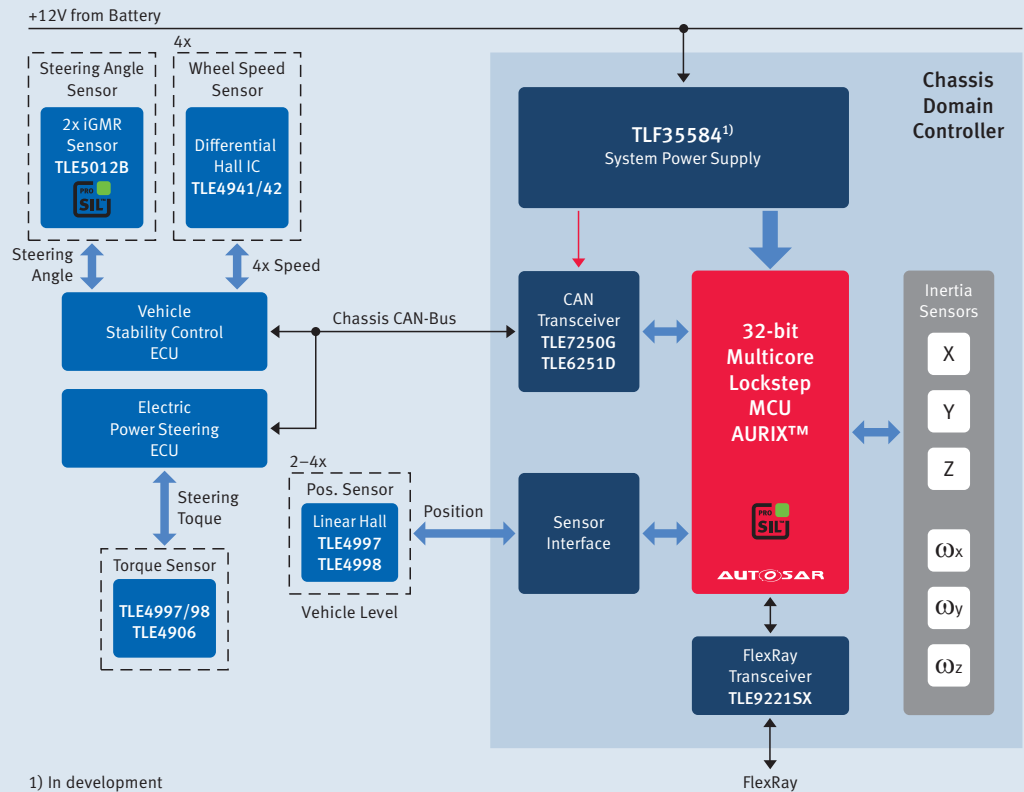 +12V from Battery
Steering Angle
Sensor
2x iGMR
Sensor
TLE5012B
PRO
SIL™
Steering
Angle
4x
Wheel Speed
Sensor
Differential
Hall IC
TLE4941/42
4x Speed
Vehicle
Stability Control
ECU
Electric
Power Steering
ECU
Steering
Toque
Torque Sensor
TLE4997/98
TLE4906
Chassis CAN-Bus
2–4x
Pos. Sensor
Linear Hall
TLE4997
TLE4998
Vehicle Level
Position
Chassis
Domain
Controller
TLF35584¹⁾
System Power Supply
CAN
Transceiver
TLE7250G
TLE6251D
Sensor
Interface
32-bit
Multicore
Lockstep
MCU
AURIX™
PRO
SIL™
AUTOSAR
FlexRay
Transceiver
TLE9221SX
FlexRay
Inertia
Sensors
X
Y
Z
ωx
ωy
ωz
1) In development